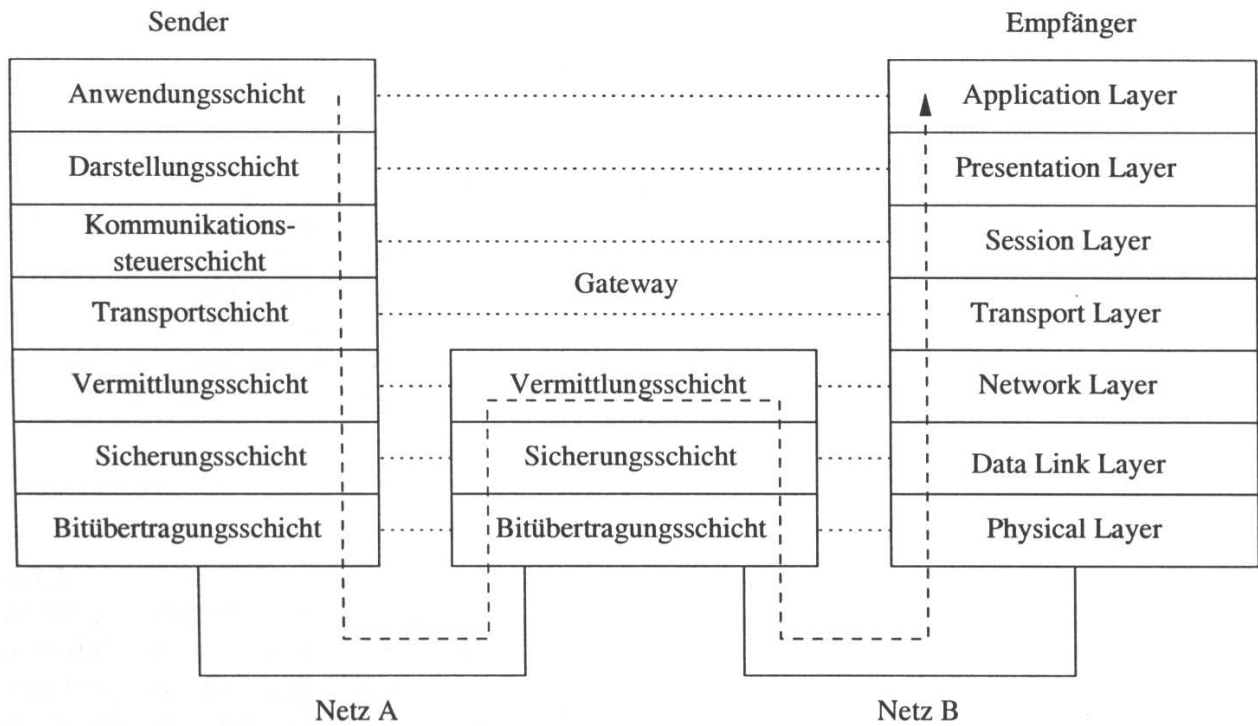 Sender
Empfänger
Anwendungsschicht
Application Layer
Darstellungsschicht
Presentation Layer
Kommunikations-
steuerschicht
Session Layer
Gateway
Transportschicht
Transport Layer
Vermittlungsschicht
Vermittlungsschicht
Network Layer
Sicherungsschicht
Sicherungsschicht
Data Link Layer
Bitübertragungsschicht
Bitübertragungsschicht
Physical Layer
Netz A
Netz B